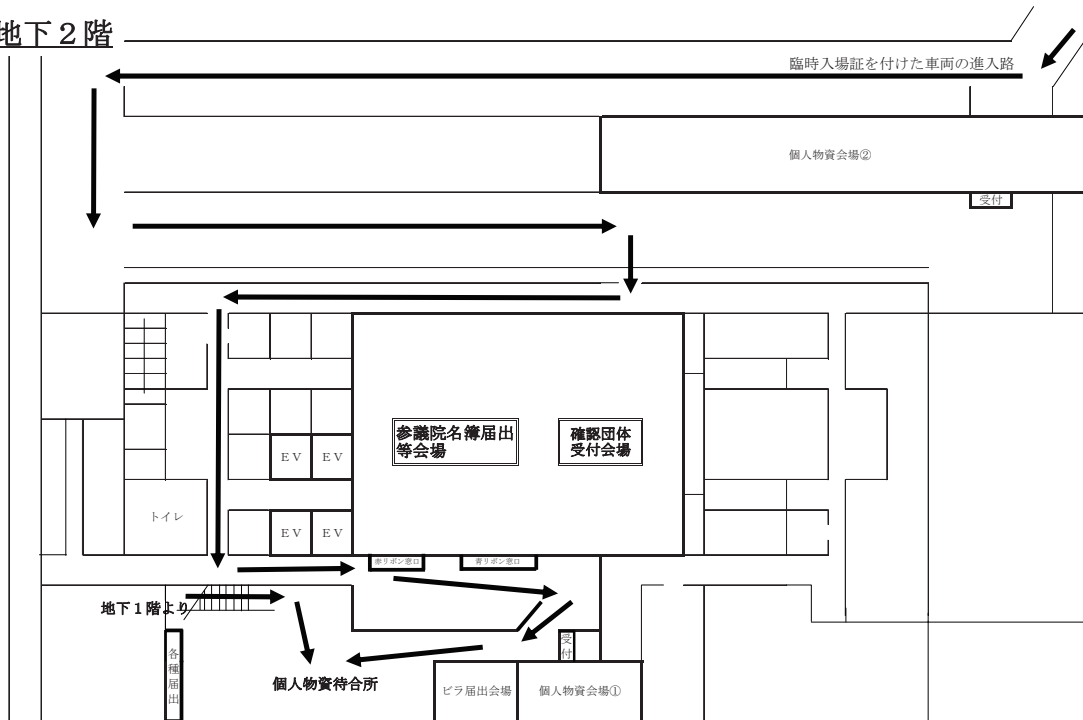 地下２階
臨時入場証を付けた車両の進入路
個人物資会場②
受付
参議院名簿届出
等会場
確認団体
受付会場
ＥＶ ＥＶ
トイレ
ＥＶ ＥＶ
赤リボン窓口
青リボン窓口
地下１階より
受付
各種届出
個人物資待合所
ビラ届出会場
個人物資会場①